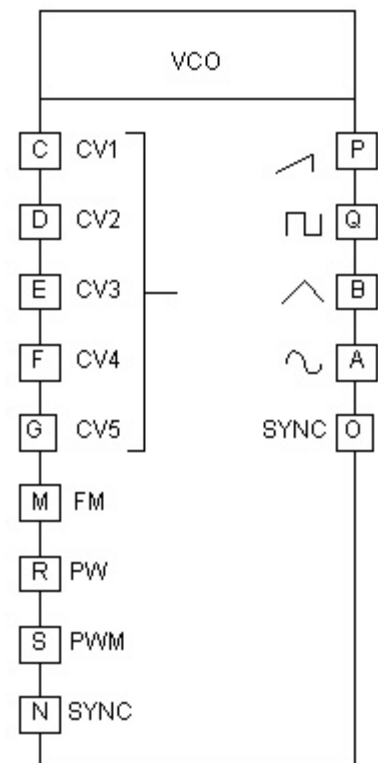 VCO
C CV1 P
D CV2 Q
E CV3 B
F CV4 A
G CV5 SYNC O
M FM
R PW
S PWM
N SYNC